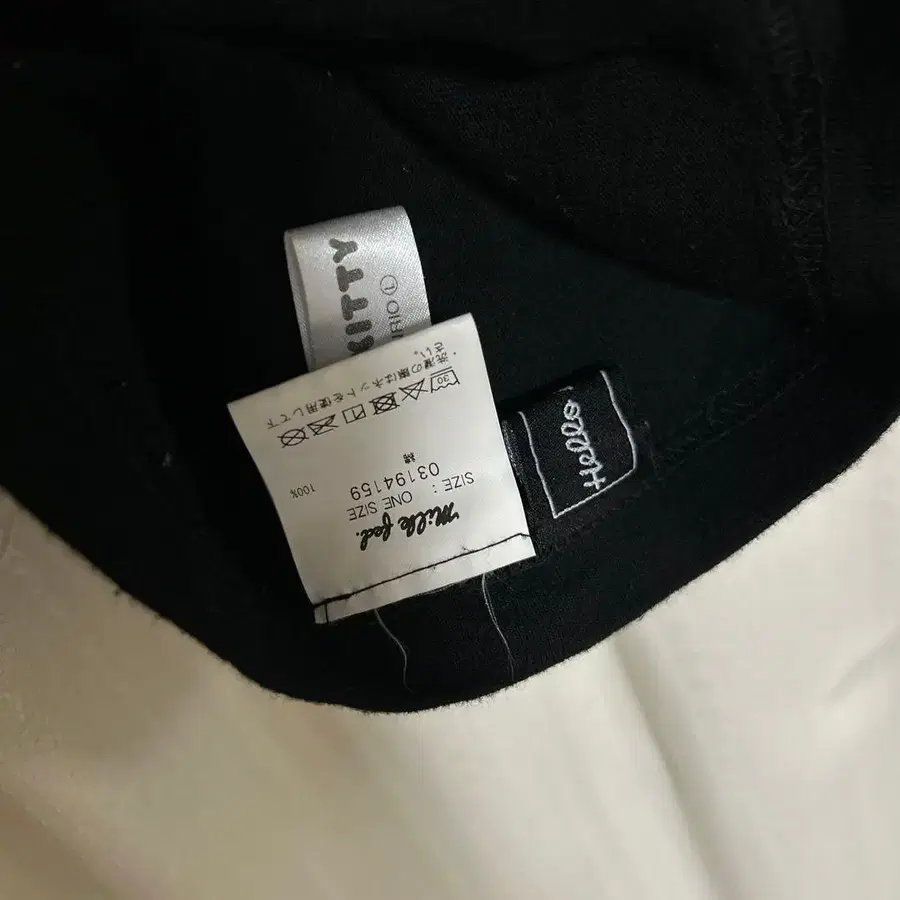 KITTY
RIO Ⓛ
Milk fed.
SIZE : ONE SIZE
03194159
綿 100%
30
・洗濯の際はネットを使用して下
さい。
Hello